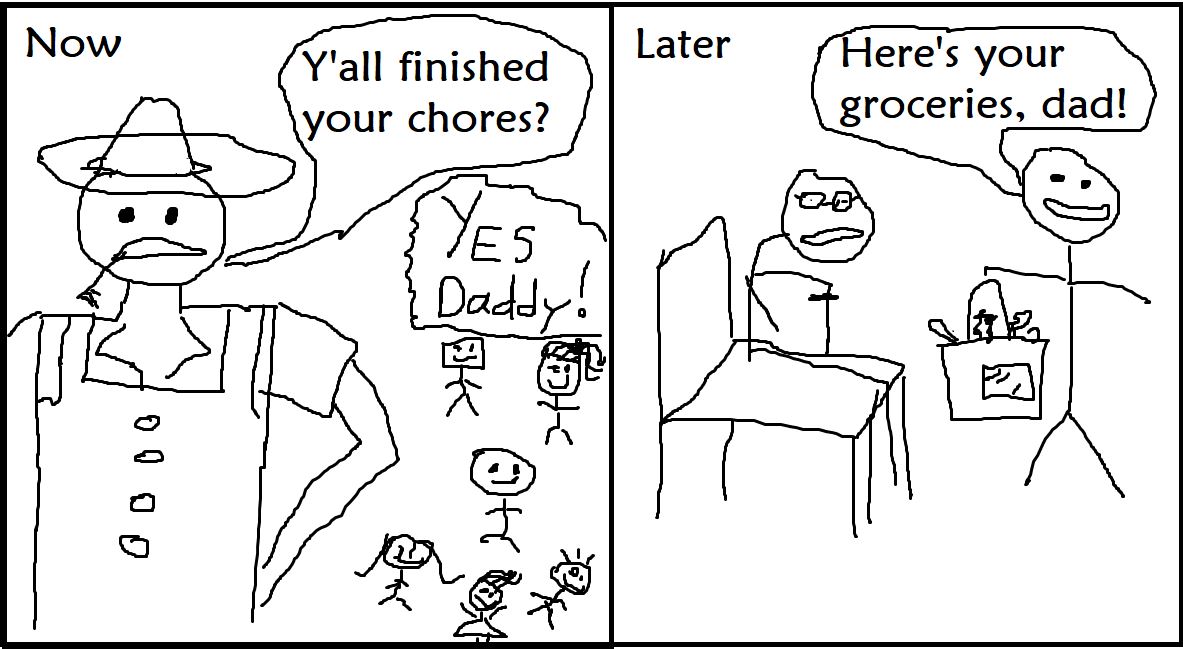 Now
Y'all finished
your chores?
YES
Daddy!
Later
Here's your
groceries, dad!